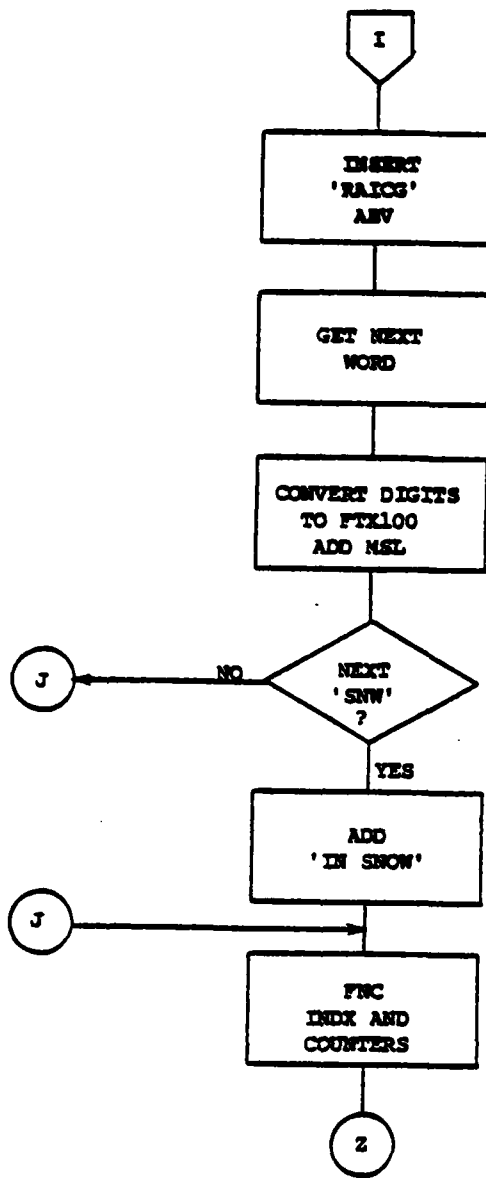 I
INSERT
'RAICG'
ABV
GET NEXT
WORD
CONVERT DIGITS
TO FTX100
ADD MSL
NEXT
'SNW'
?
NO
J
YES
ADD
'IN SNOW'
J
FNC
INDX AND
COUNTERS
Z